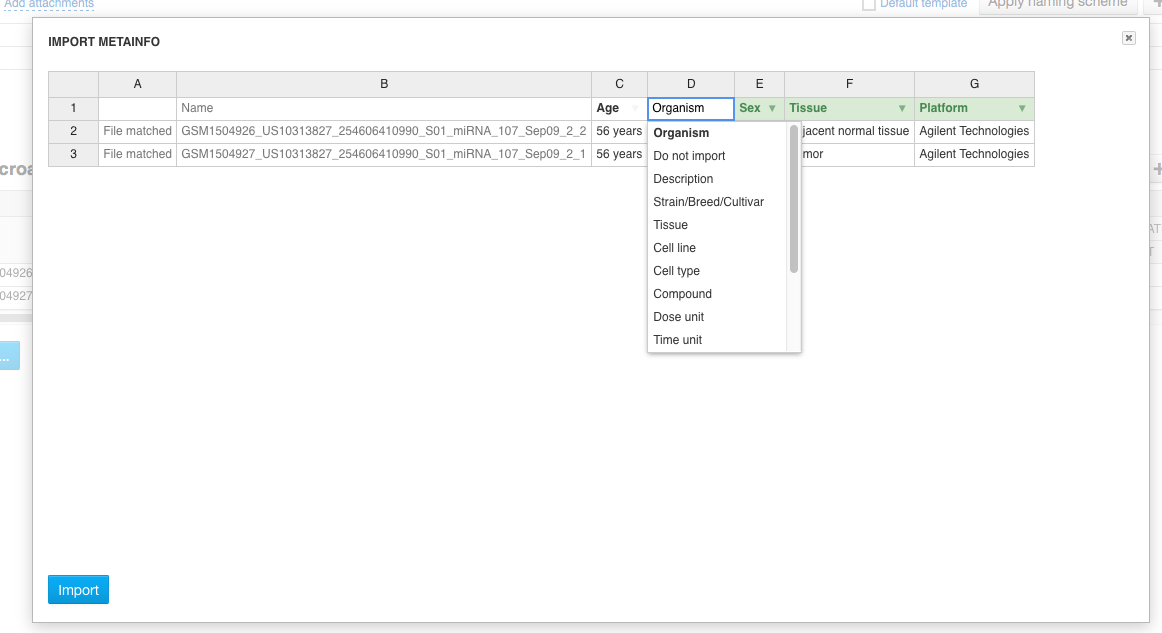 Add attachments
Default template
Apply naming scheme
IMPORT METAINFO
A B C D E F G
1 Name Age Organism Sex Tissue Platform
2 File matched GSM1504926_US10313827_254606410990_S01_miRNA_107_Sep09_2_2 56 years jacent normal tissue Agilent Technologies
3 File matched GSM1504927_US10313827_254606410990_S01_miRNA_107_Sep09_2_1 56 years mor Agilent Technologies
Organism
Do not import
Description
Strain/Breed/Cultivar
Tissue
Cell line
Cell type
Compound
Dose unit
Time unit
croa
AT
T
04926
04927
...
Import